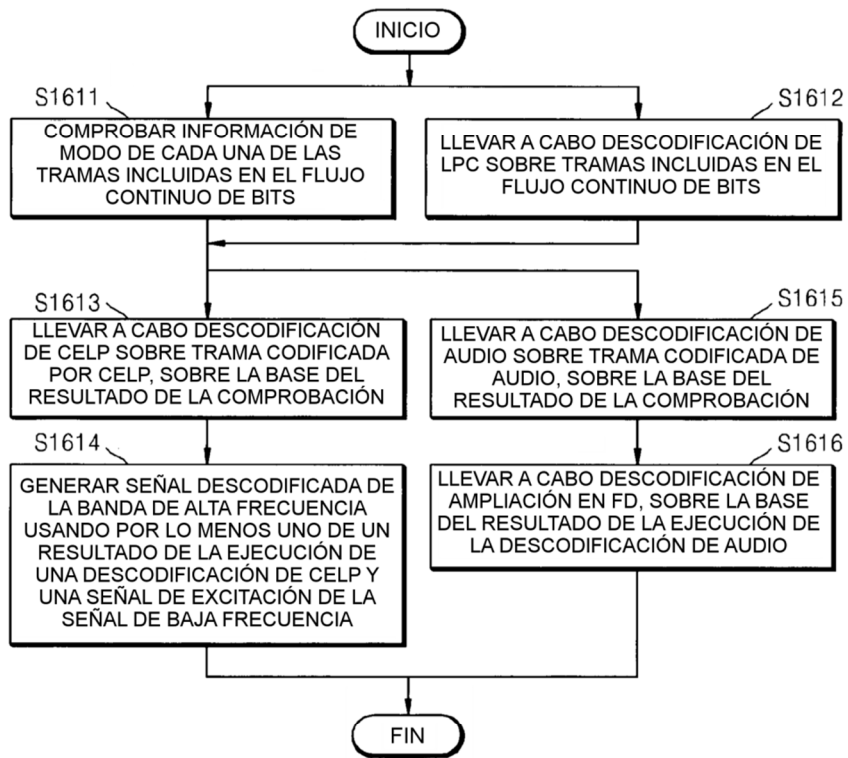 INICIO
S1611
COMPROBAR INFORMACIÓN DE
MODO DE CADA UNA DE LAS
TRAMAS INCLUIDAS EN EL FLUJO
CONTINUO DE BITS
S1612
LLEVAR A CABO DESCODIFICACIÓN DE
LPC SOBRE TRAMAS INCLUIDAS EN EL
FLUJO CONTINUO DE BITS
S1613
LLEVAR A CABO DESCODIFICACIÓN
DE CELP SOBRE TRAMA CODIFICADA
POR CELP, SOBRE LA BASE DEL
RESULTADO DE LA COMPROBACIÓN
S1615
LLEVAR A CABO DESCODIFICACIÓN DE
AUDIO SOBRE TRAMA CODIFICADA DE
AUDIO, SOBRE LA BASE DEL
RESULTADO DE LA COMPROBACIÓN
S1614
GENERAR SEÑAL DESCODIFICADA DE
LA BANDA DE ALTA FRECUENCIA
USANDO POR LO MENOS UNO DE UN
RESULTADO DE LA EJECUCIÓN DE
UNA DESCODIFICACIÓN DE CELP Y
UNA SEÑAL DE EXCITACIÓN DE LA
SEÑAL DE BAJA FRECUENCIA
S1616
LLEVAR A CABO DESCODIFICACIÓN DE
AMPLIACIÓN EN FD, SOBRE LA BASE
DEL RESULTADO DE LA EJECUCIÓN DE
LA DESCODIFICACIÓN DE AUDIO
FIN